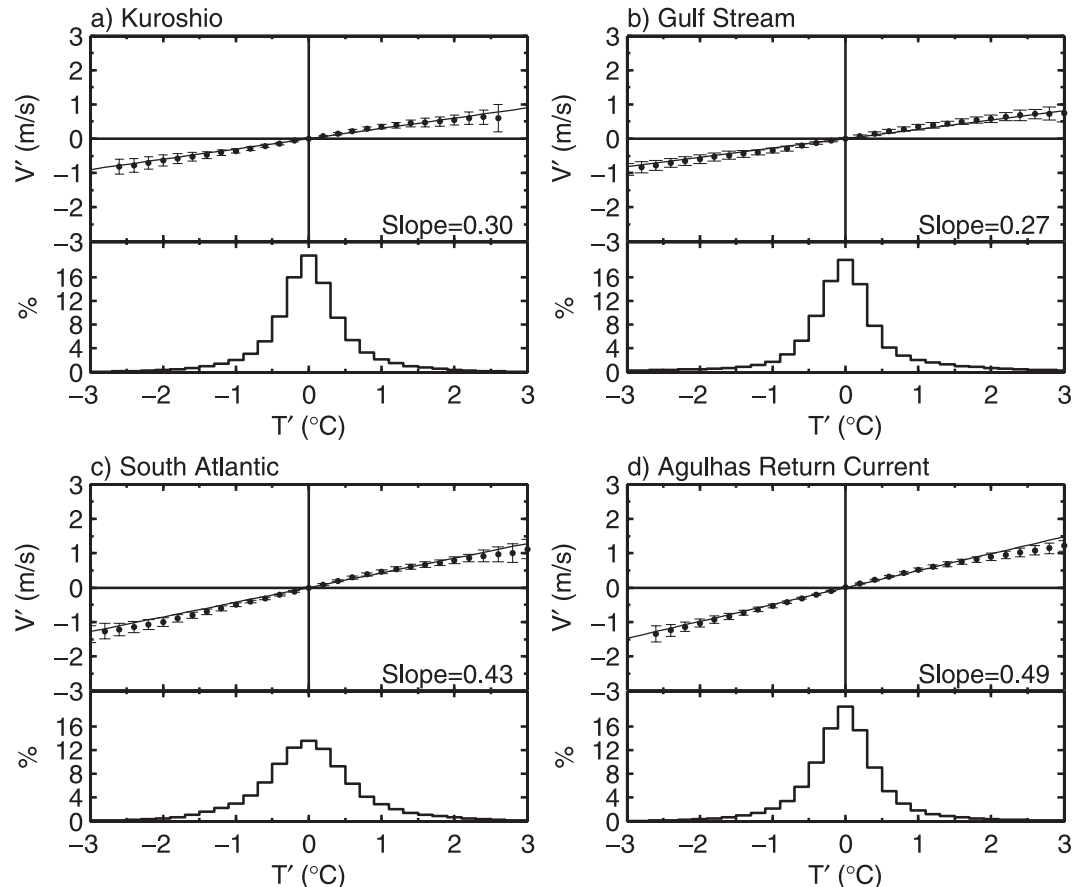 a) Kuroshio
3
2
1
0
−1
−2
−3
V′ (m/s)
Slope=0.30
16
12
8
4
0
%
−3 −2 −1 0 1 2 3
T′ (°C)
b) Gulf Stream
3
2
1
0
−1
−2
−3
V′ (m/s)
Slope=0.27
16
12
8
4
0
%
−3 −2 −1 0 1 2 3
T′ (°C)
c) South Atlantic
3
2
1
0
−1
−2
−3
V′ (m/s)
Slope=0.43
16
12
8
4
0
%
−3 −2 −1 0 1 2 3
T′ (°C)
d) Agulhas Return Current
3
2
1
0
−1
−2
−3
V′ (m/s)
Slope=0.49
16
12
8
4
0
%
−3 −2 −1 0 1 2 3
T′ (°C)